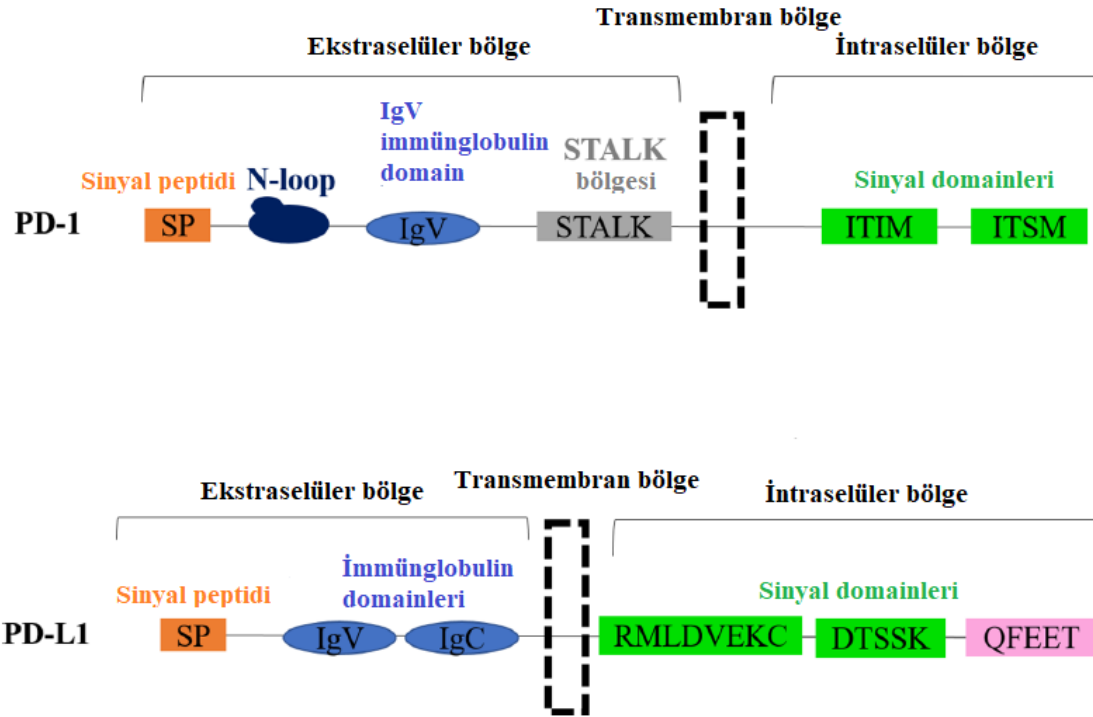 Transmembran bölge
Ekstraselüler bölge
İntraselüler bölge
IgV
immünglobulin
domain
STALK
bölgesi
Sinyal peptidi
N-loop
Sinyal domainleri
PD-1
SP
IgV
STALK
ITIM
ITSM
Ekstraselüler bölge
Transmembran bölge
İntraselüler bölge
İmmünglobulin
domainleri
Sinyal peptidi
Sinyal domainleri
PD-L1
SP
IgV
IgC
RMLDVEKC
DTSSK
QFEET